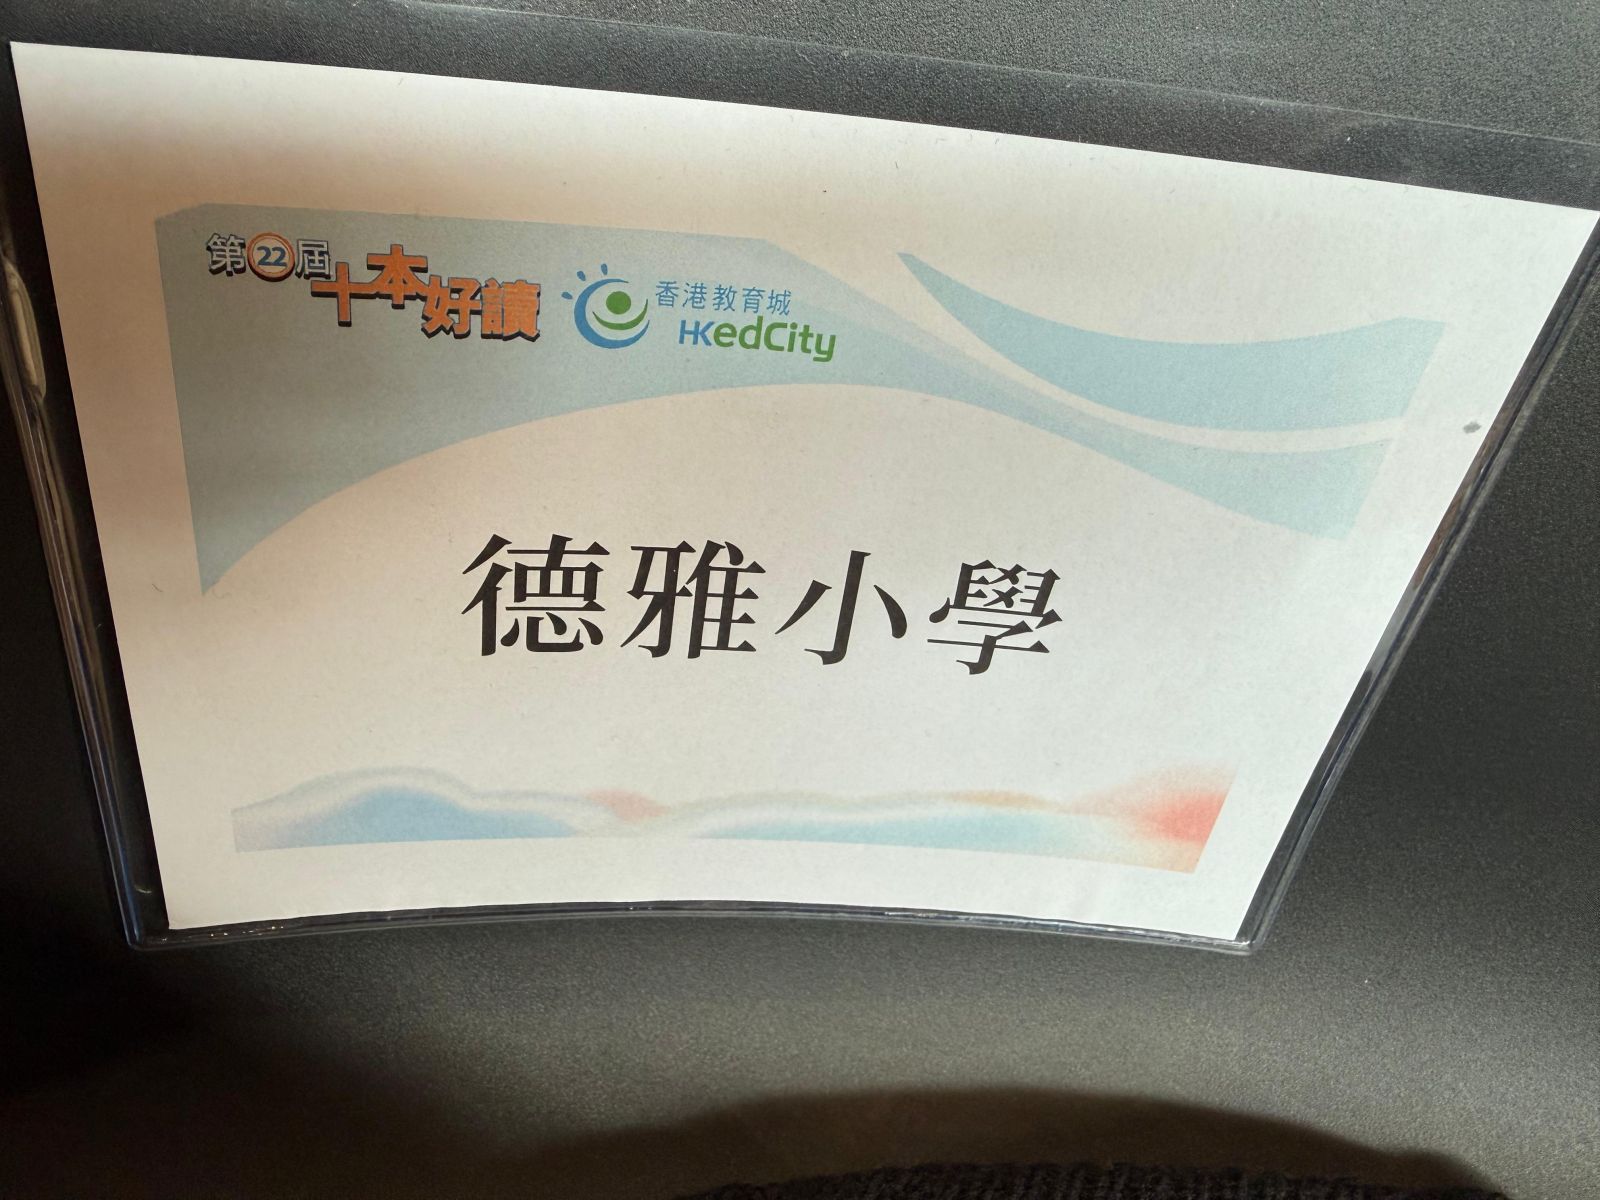 第22屆
十本好讀
香港教育城
HKedCity
德雅小學